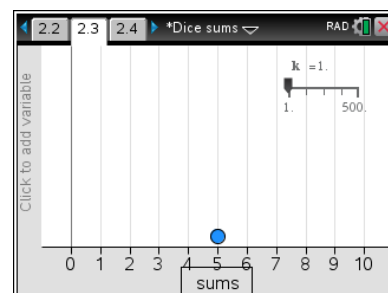 2.2 2.3 2.4 *Dice sums RAD
k =1.
1. 500.
Click to add variable
0 1 2 3 4 5 6 7 8 9 10
sums